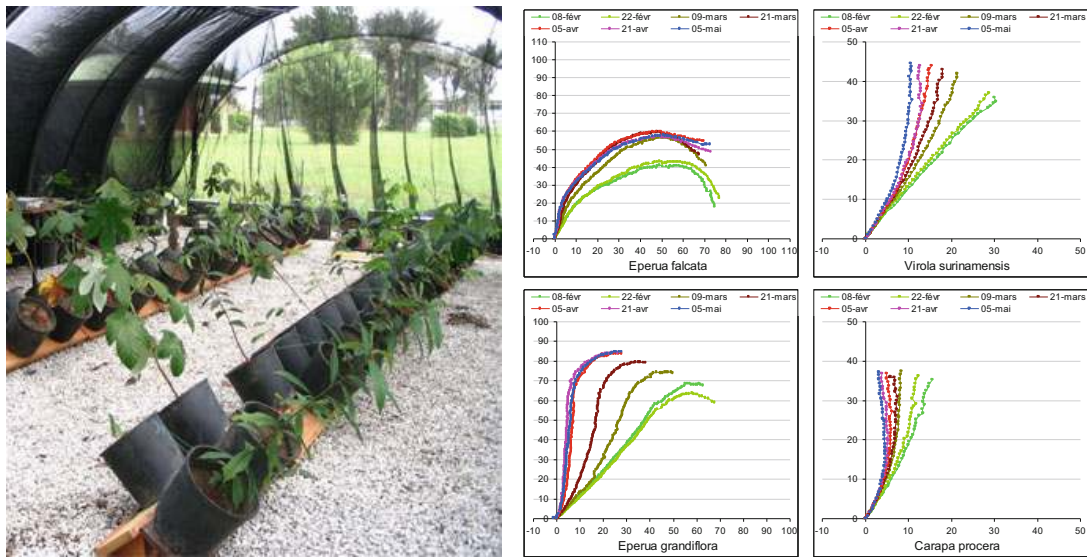 08-févr 22-févr 09-mars 21-mars
05-avr 21-avr 05-mai
110
100
90
80
70
60
50
40
30
20
10
0
-10 0 10 20 30 40 50 60 70 80 90 100 110
Eperua falcata
08-févr 22-févr 09-mars 21-mars
05-avr 21-avr 05-mai
50
40
30
20
10
0
-10 0 10 20 30 40 50
Virola surinamensis
08-févr 22-févr 09-mars 21-mars
05-avr 21-avr 05-mai
100
90
80
70
60
50
40
30
20
10
0
-10 0 10 20 30 40 50 60 70 80 90 100
Eperua grandiflora
08-févr 22-févr 09-mars 21-mars
05-avr 21-avr 05-mai
50
40
30
20
10
0
-10 0 10 20 30 40 50
Carapa procera